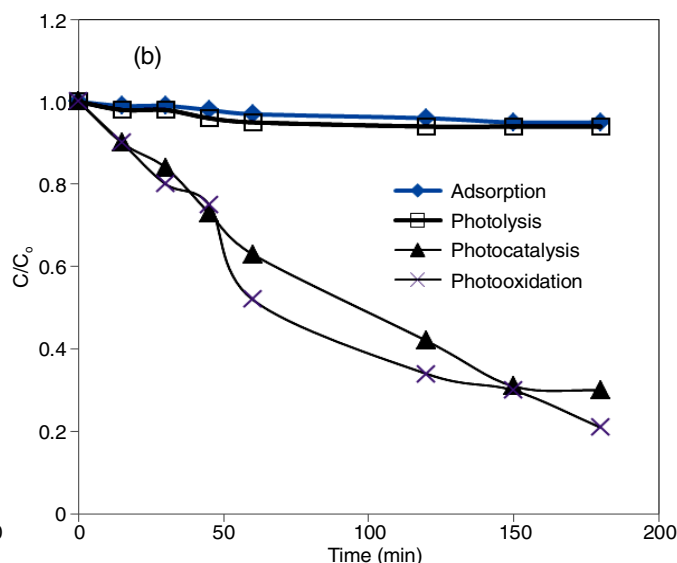 1.2
(b)
1.0
0.8
Adsorption
Photolysis
Photocatalysis
Photooxidation
0.6
C/Co
0.4
0.2
0
0 0 50 100 150 200
Time (min)